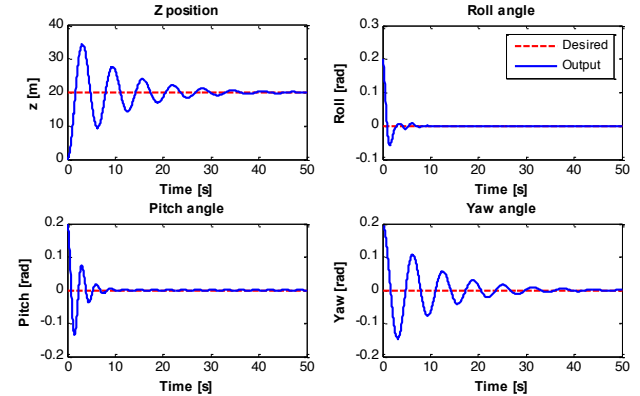 Z position
40
30
20
10
0
z [m]
0 10 20 30 40 50
Time [s]
Roll angle
0.3
0.2
0.1
0
-0.1
Roll [rad]
Desired
Output
0 10 20 30 40 50
Time [s]
Pitch angle
0.2
0.1
0
-0.1
-0.2
Pitch [rad]
0 10 20 30 40 50
Time [s]
Yaw angle
0.2
0.1
0
-0.1
-0.2
Yaw [rad]
0 10 20 30 40 50
Time [s]